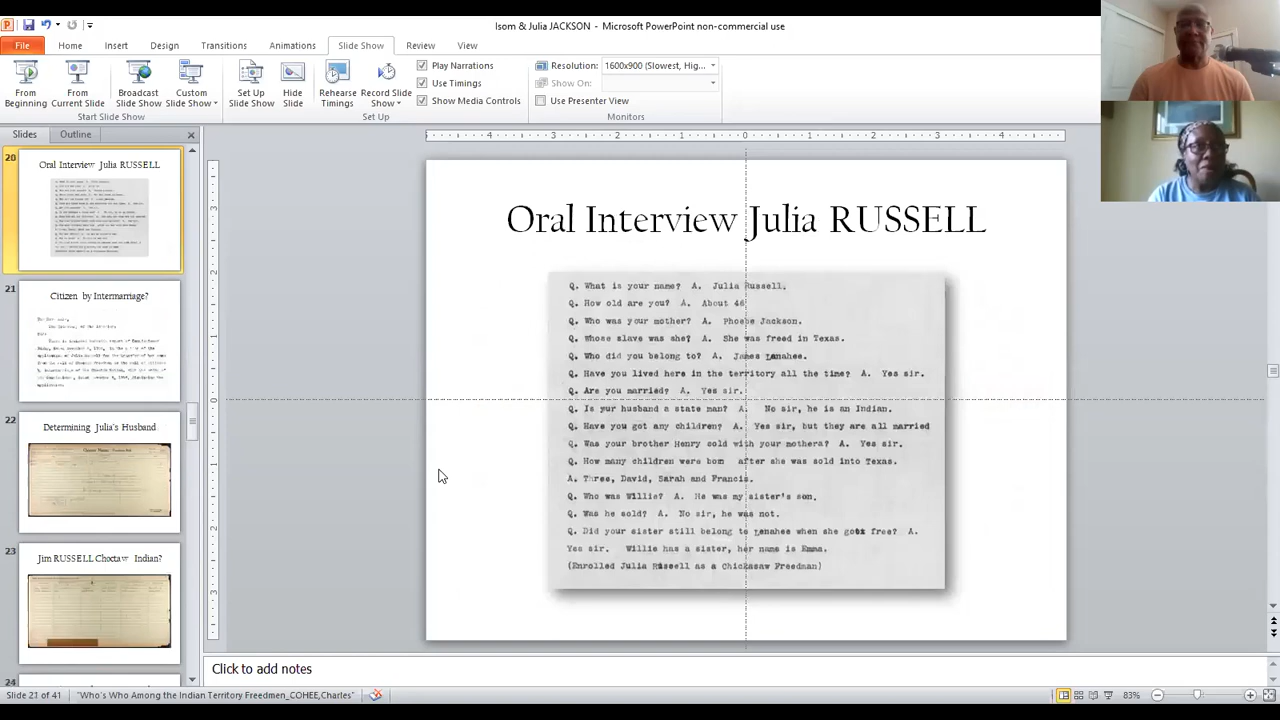 Isom & Julia JACKSON – Microsoft PowerPoint non-commercial use
File Home Insert Design Transitions Animations Slide Show Review View
From Beginning
From Current Slide
Broadcast Slide Show
Custom Slide Show
Start Slide Show
Set Up Slide Show
Hide Slide
Rehearse Timings
Record Slide Show
Play Narrations
Use Timings
Show Media Controls
Set Up
Resolution: 1600x900 (Slowest, Hig...
Show On:
Use Presenter View
Monitors
Slides Outline
20
Oral Interview Julia RUSSELL
21
Citizen by Intermarriage?
22
Determining Julia's Husband
23
Jim RUSSELL Choctaw Indian?
24
Oral Interview Julia RUSSELL
Q. What is your name? A. Julia Russell.
Q. How old are you? A. About 46
Q. Who was your mother? A. Phoebe Jackson.
Q. Whose slave was she? A. She was freed in Texas.
Q. Who did you belong to? A. James
Q. Have you lived here in the territory all the time? A. Yes sir.
Q. Are you married? A. Yes sir.
Q. Is yur husband a state man? A. No sir, he is an Indian.
Q. Have you got any children? A. Yes sir, but they are all married
Q. Was your brother Henry cold with your mothera? A. Yes sir.
Q. How many children were born after she was sold into Texas.
A. Three, David, Sarah and Francis.
Q. Who was Willie? A. He was my sister's son.
Q. Was he sold? A. No sir, he was not.
Q. Did your sister still belong to when she free? A.
Yes sir. Willie has a sister, her name is Emma.
(Enrolled Julia Russell as a Chickasaw Freedman)
Click to add notes
Slide 21 of 41 "Who's Who Among the Indian Territory Freedmen_COHEE,Charles" 83%